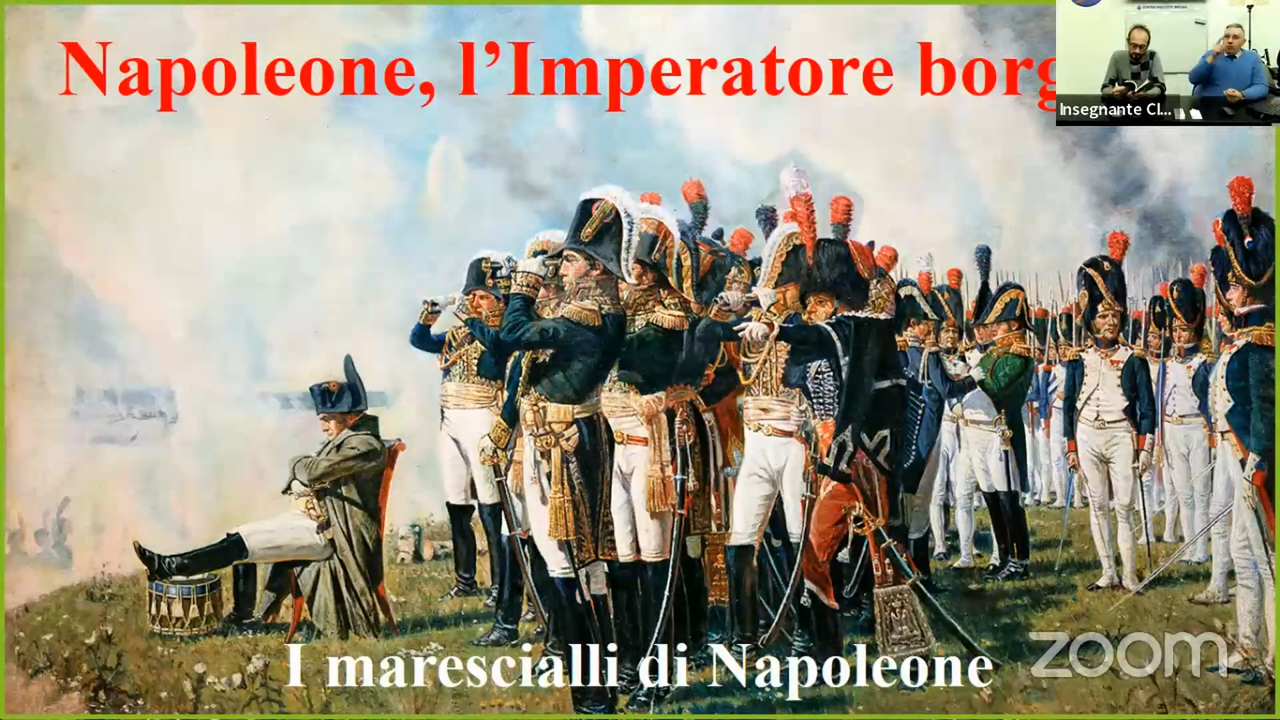 Napoleone, l’Imperatore borg
Insegnante Cl...
I marescialli di Napoleone
zoom